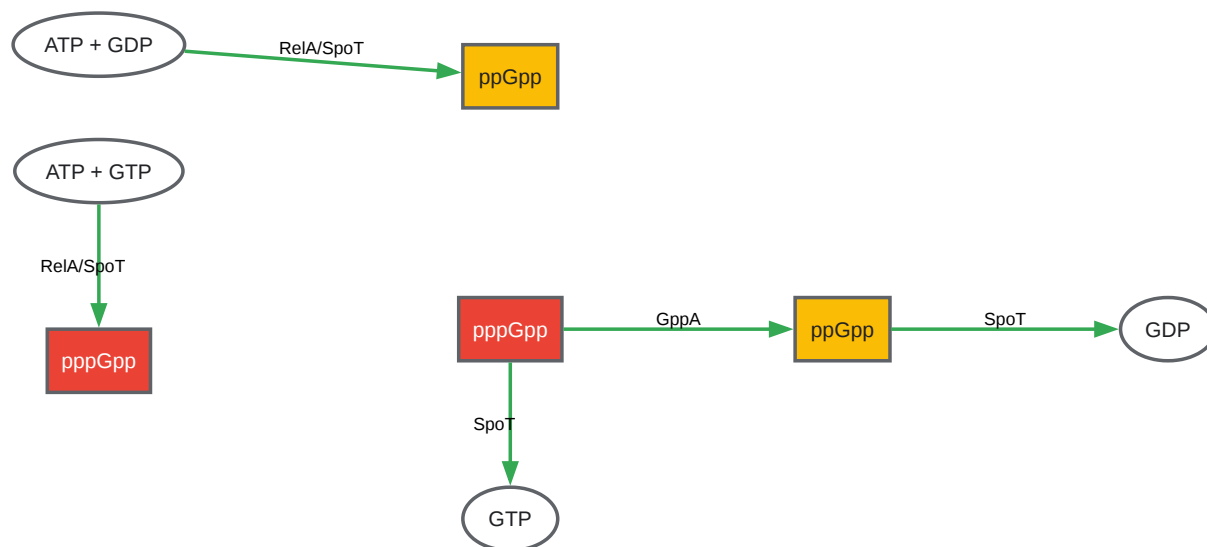 ATP + GDP
RelA/SpoT
ppGpp
ATP + GTP
RelA/SpoT
pppGpp
pppGpp
GppA
ppGpp
SpoT
GDP
SpoT
GTP